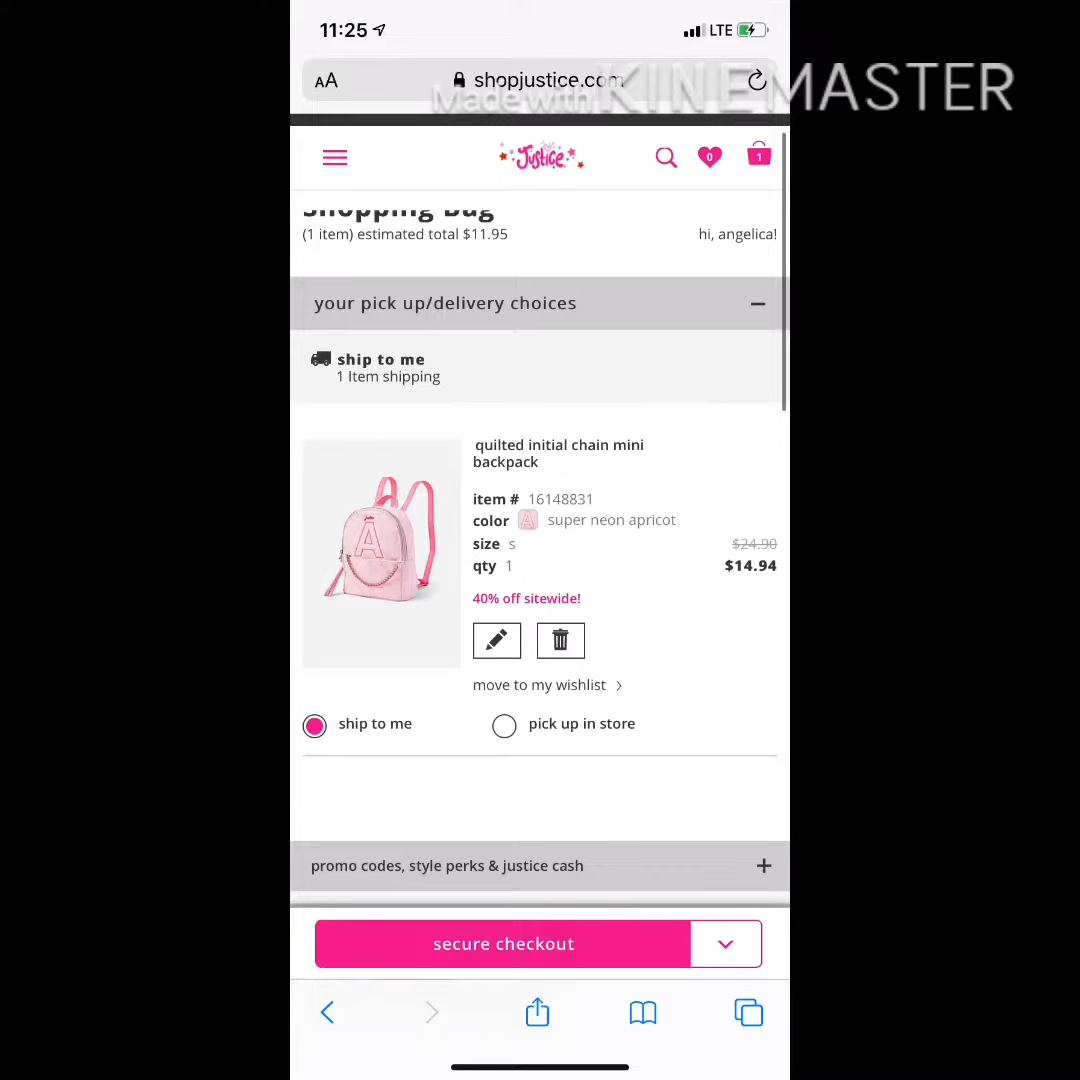 11:25
LTE
AA
shopjustice.com
Made with KINEMASTER
Justice
0
1
Shopping Bag
(1 item) estimated total $11.95
hi, angelica!
your pick up/delivery choices
ship to me
1 Item shipping
quilted initial chain mini
backpack
item # 16148831
color A super neon apricot
size s
$24.90
qty 1
$14.94
40% off sitewide!
A
move to my wishlist
ship to me
pick up in store
promo codes, style perks & justice cash
secure checkout